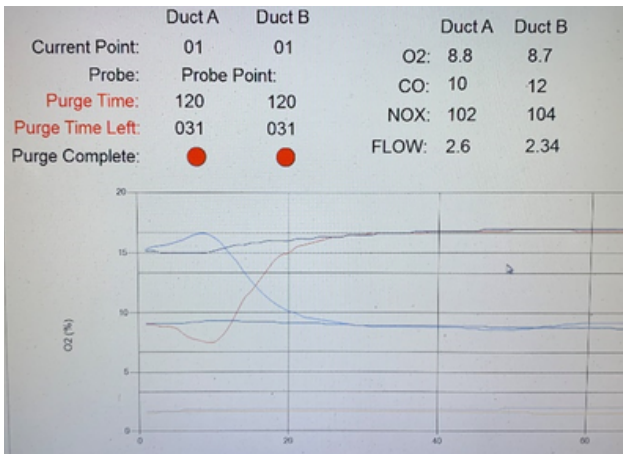 Duct A Duct B
Current Point: 01 01
Probe: Probe Point:
Purge Time: 120 120
Purge Time Left: 031 031
Purge Complete:
Duct A Duct B
O2: 8.8 8.7
CO: 10 12
NOX: 102 104
FLOW: 2.6 2.34
20
15
10
5
0
O2 (%)
0 20 40 60